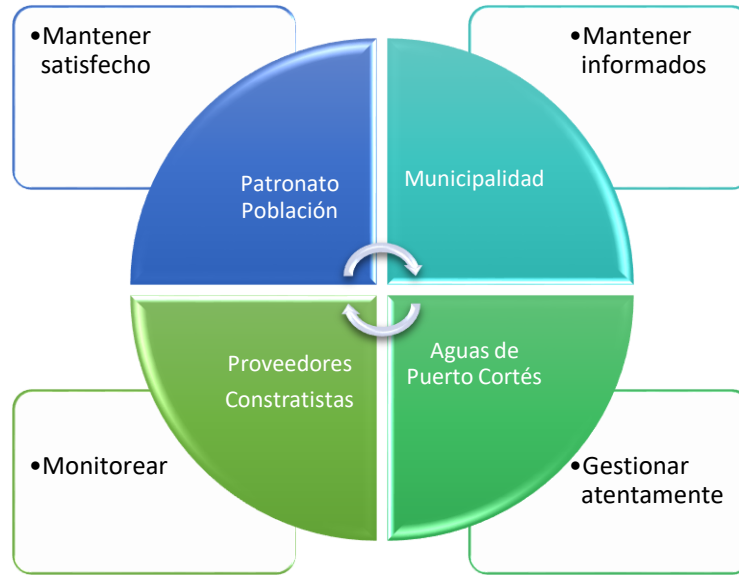 •Mantener
satisfecho
•Mantener
informados
Patronato
Población
Municipalidad
Proveedores
Constratistas
Aguas de
Puerto Cortés
•Monitorear
•Gestionar
atentamente